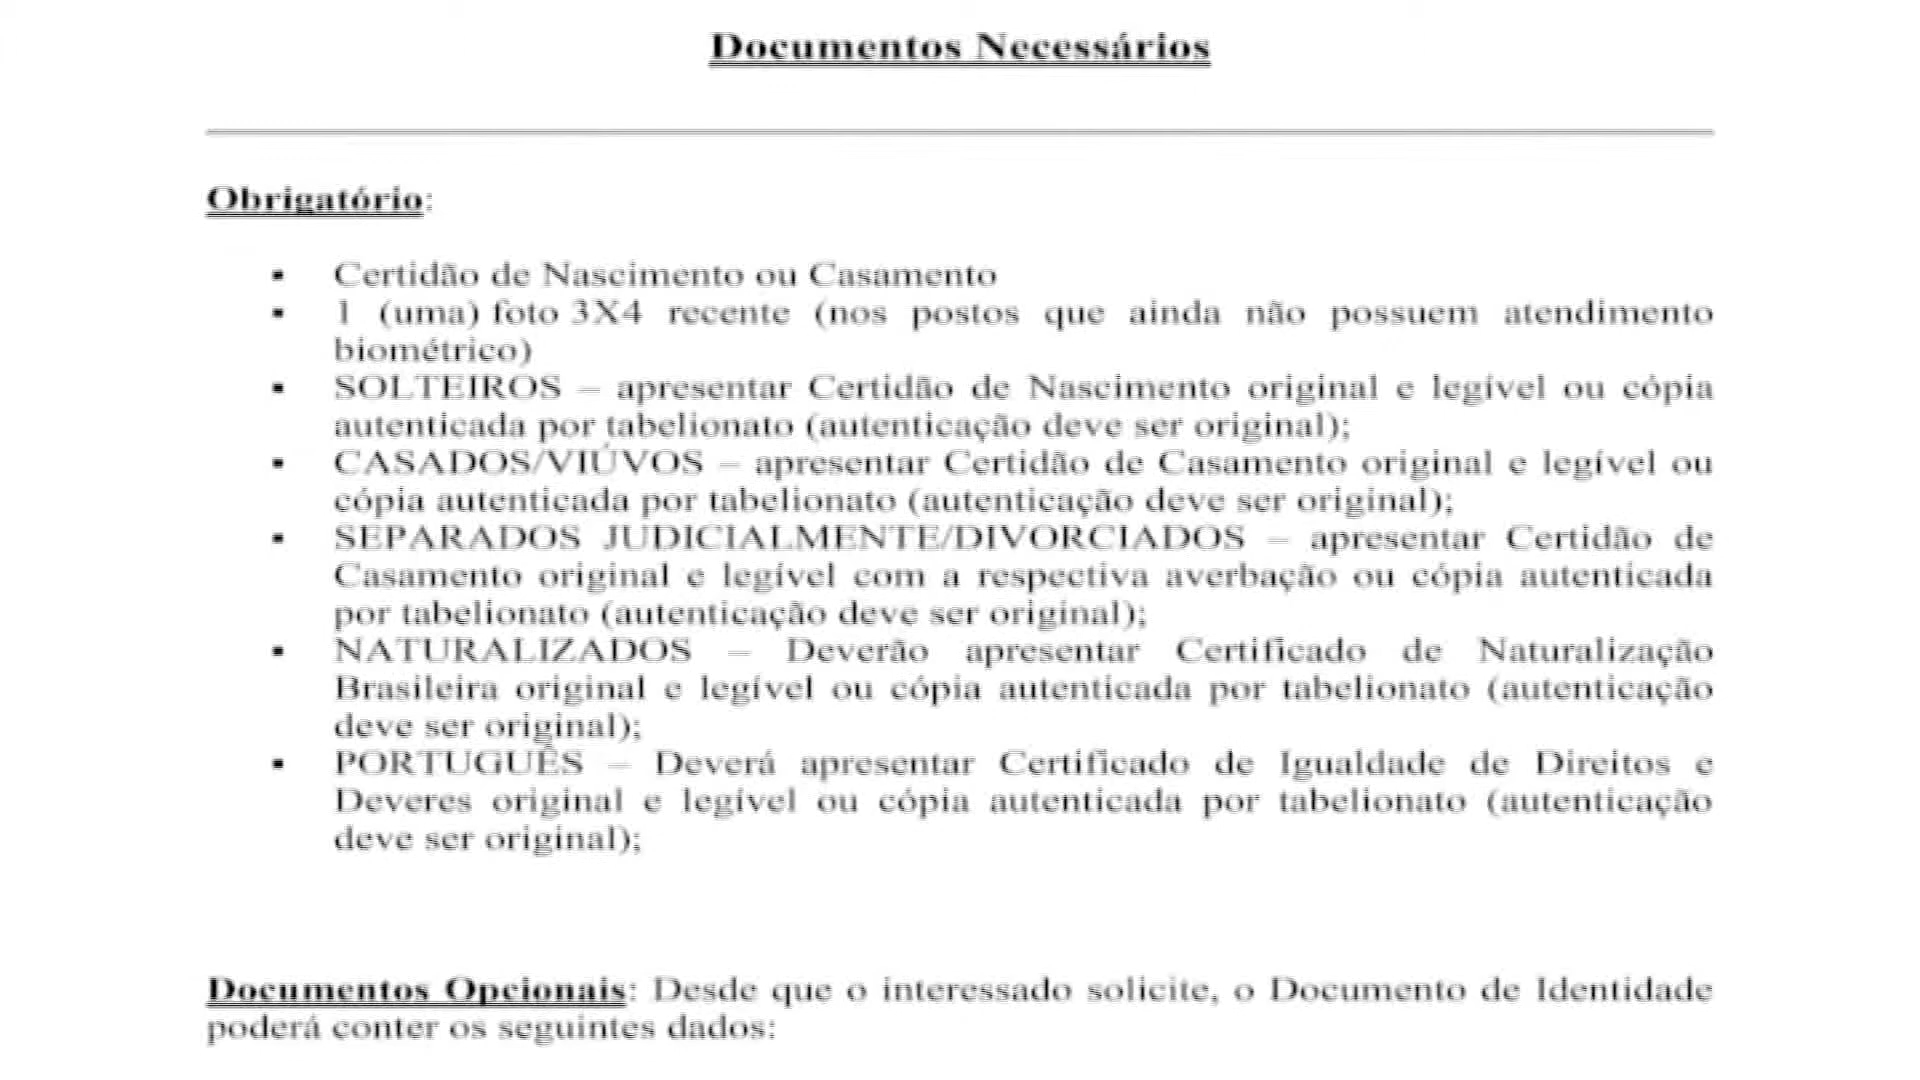 Documentos Necessários
Obrigatório:
▪ Certidão de Nascimento ou Casamento
▪ 1 (uma) foto 3X4 recente (nos postos que ainda não possuem atendimento
biométrico)
▪ SOLTEIROS – apresentar Certidão de Nascimento original e legível ou cópia
autenticada por tabelionato (autenticação deve ser original);
▪ CASADOS/VIÚVOS – apresentar Certidão de Casamento original e legível ou
cópia autenticada por tabelionato (autenticação deve ser original);
▪ SEPARADOS JUDICIALMENTE/DIVORCIADOS – apresentar Certidão de
Casamento original e legível com a respectiva averbação ou cópia autenticada
por tabelionato (autenticação deve ser original);
▪ NATURALIZADOS – Deverão apresentar Certificado de Naturalização
Brasileira original e legível ou cópia autenticada por tabelionato (autenticação
deve ser original);
▪ PORTUGUÊS – Deverá apresentar Certificado de Igualdade de Direitos e
Deveres original e legível ou cópia autenticada por tabelionato (autenticação
deve ser original);
Documentos Opcionais: Desde que o interessado solicite, o Documento de Identidade
poderá conter os seguintes dados: